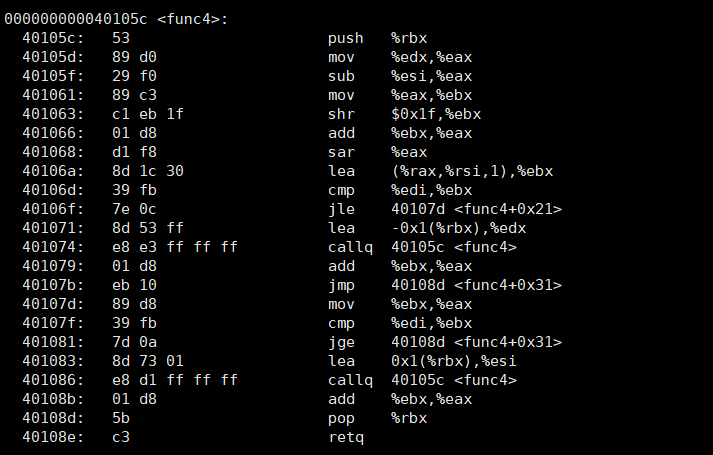 000000000040105c <func4>:
  40105c:   53                      push   %rbx
  40105d:   89 d0                   mov    %edx,%eax
  40105f:   29 f0                   sub    %esi,%eax
  401061:   89 c3                   mov    %eax,%ebx
  401063:   c1 eb 1f                shr    $0x1f,%ebx
  401066:   01 d8                   add    %ebx,%eax
  401068:   d1 f8                   sar    %eax
  40106a:   8d 1c 30                lea    (%rax,%rsi,1),%ebx
  40106d:   39 fb                   cmp    %edi,%ebx
  40106f:   7e 0c                   jle    40107d <func4+0x21>
  401071:   8d 53 ff                lea    -0x1(%rbx),%edx
  401074:   e8 e3 ff ff ff          callq  40105c <func4>
  401079:   01 d8                   add    %ebx,%eax
  40107b:   eb 10                   jmp    40108d <func4+0x31>
  40107d:   89 d8                   mov    %ebx,%eax
  40107f:   39 fb                   cmp    %edi,%ebx
  401081:   7d 0a                   jge    40108d <func4+0x31>
  401083:   8d 73 01                lea    0x1(%rbx),%esi
  401086:   e8 d1 ff ff ff          callq  40105c <func4>
  40108b:   01 d8                   add    %ebx,%eax
  40108d:   5b                      pop    %rbx
  40108e:   c3                      retq